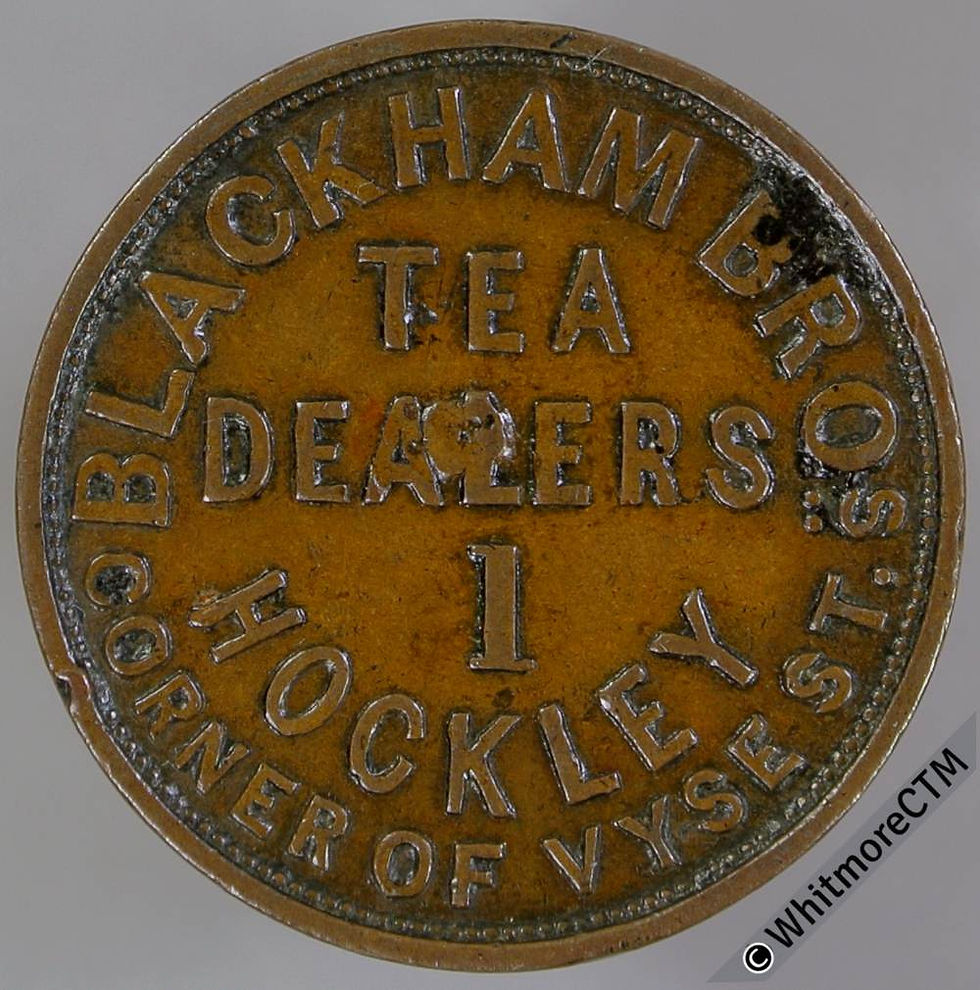 BLACKHAM BROS
TEA
DEALERS
1
HOCKLEY
CORNER OF VYSE ST.
© WhitmoreCTM